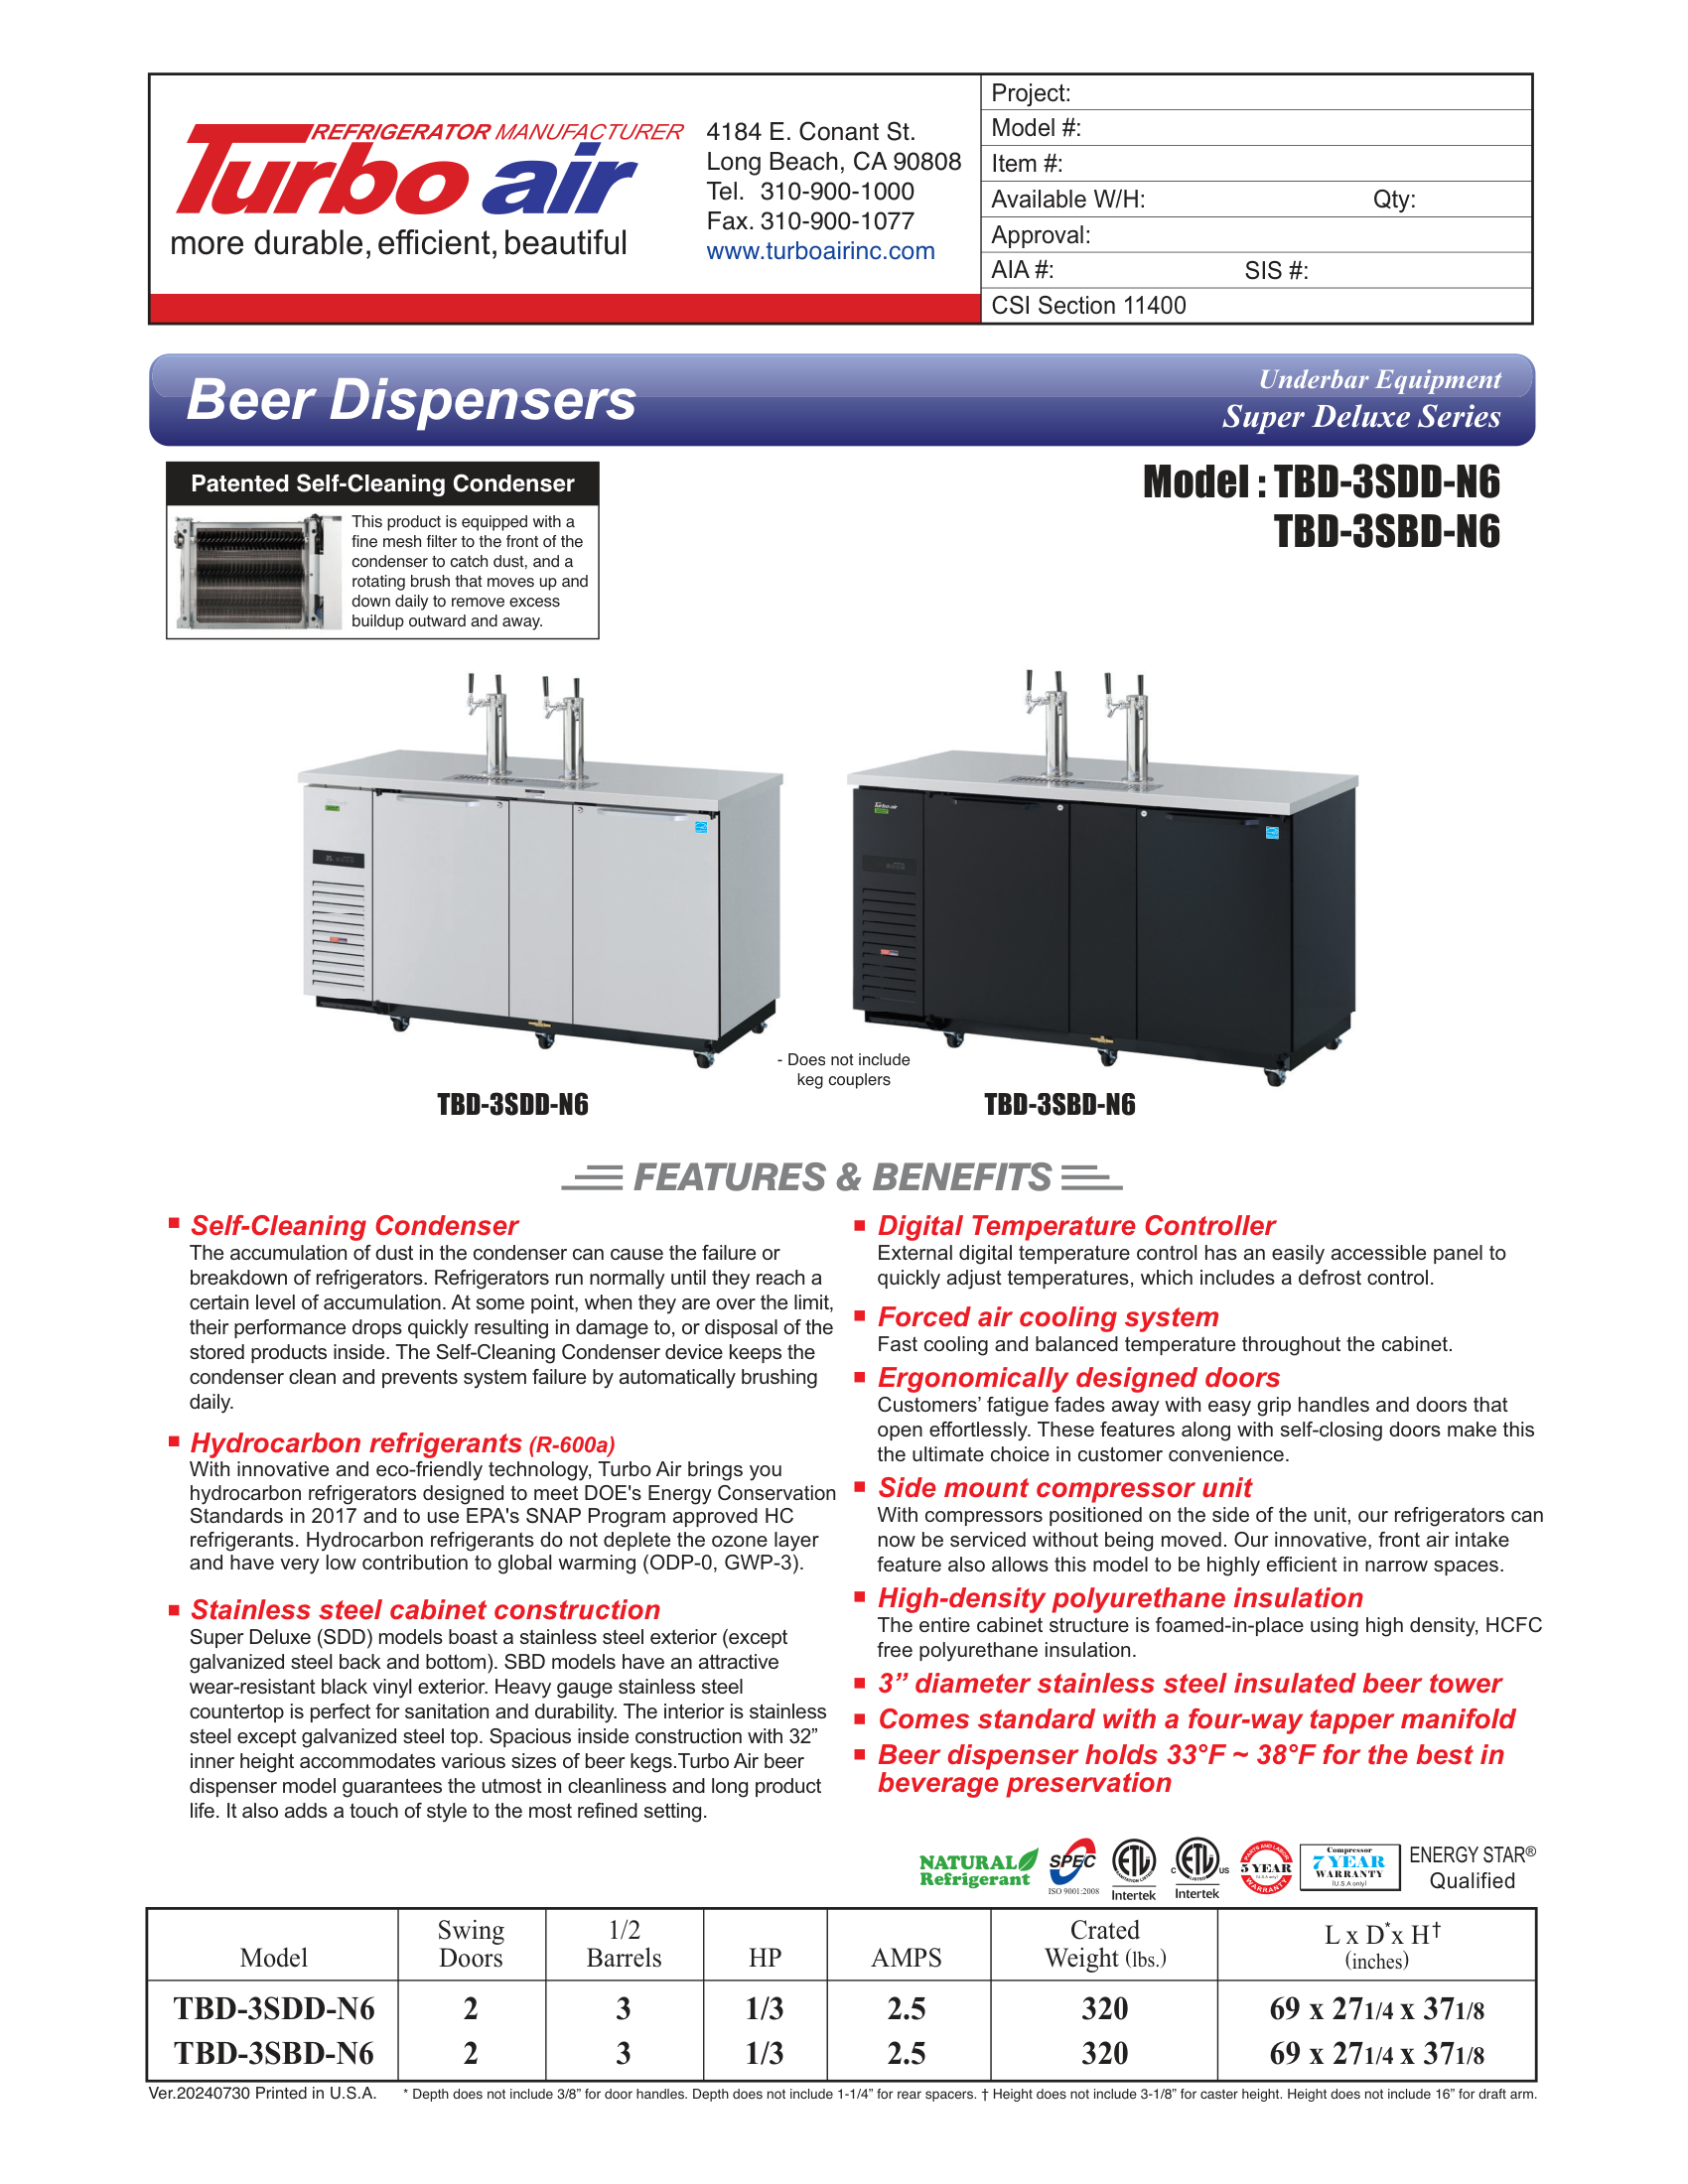 REFRIGERATOR MANUFACTURER
Turbo air
more durable, efficient, beautiful
4184 E. Conant St.
Long Beach, CA 90808
Tel. 310-900-1000
Fax. 310-900-1077
www.turboairinc.com
Project:
Model #:
Item #:
Available W/H: Qty:
Approval:
AIA #: SIS #:
CSI Section 11400
Beer Dispensers
Underbar Equipment
Super Deluxe Series
Patented Self-Cleaning Condenser
This product is equipped with a
fine mesh filter to the front of the
condenser to catch dust, and a
rotating brush that moves up and
down daily to remove excess
buildup outward and away.
Model : TBD-3SDD-N6
TBD-3SBD-N6
Turbo air
- Does not include
keg couplers
TBD-3SDD-N6
TBD-3SBD-N6
FEATURES & BENEFITS
Self-Cleaning Condenser
The accumulation of dust in the condenser can cause the failure or
breakdown of refrigerators. Refrigerators run normally until they reach a
certain level of accumulation. At some point, when they are over the limit,
their performance drops quickly resulting in damage to, or disposal of the
stored products inside. The Self-Cleaning Condenser device keeps the
condenser clean and prevents system failure by automatically brushing
daily.
Hydrocarbon refrigerants (R-600a)
With innovative and eco-friendly technology, Turbo Air brings you
hydrocarbon refrigerators designed to meet DOE's Energy Conservation
Standards in 2017 and to use EPA's SNAP Program approved HC
refrigerants. Hydrocarbon refrigerants do not deplete the ozone layer
and have very low contribution to global warming (ODP-0, GWP-3).
Stainless steel cabinet construction
Super Deluxe (SDD) models boast a stainless steel exterior (except
galvanized steel back and bottom). SBD models have an attractive
wear-resistant black vinyl exterior. Heavy gauge stainless steel
countertop is perfect for sanitation and durability. The interior is stainless
steel except galvanized steel top. Spacious inside construction with 32”
inner height accommodates various sizes of beer kegs.Turbo Air beer
dispenser model guarantees the utmost in cleanliness and long product
life. It also adds a touch of style to the most refined setting.
Digital Temperature Controller
External digital temperature control has an easily accessible panel to
quickly adjust temperatures, which includes a defrost control.
Forced air cooling system
Fast cooling and balanced temperature throughout the cabinet.
Ergonomically designed doors
Customers’ fatigue fades away with easy grip handles and doors that
open effortlessly. These features along with self-closing doors make this
the ultimate choice in customer convenience.
Side mount compressor unit
With compressors positioned on the side of the unit, our refrigerators can
now be serviced without being moved. Our innovative, front air intake
feature also allows this model to be highly efficient in narrow spaces.
High-density polyurethane insulation
The entire cabinet structure is foamed-in-place using high density, HCFC
free polyurethane insulation.
3” diameter stainless steel insulated beer tower
Comes standard with a four-way tapper manifold
Beer dispenser holds 33°F ~ 38°F for the best in
beverage preservation
NATURAL
Refrigerant
SPEC
ISO 9001:2008
ETL
SANITATION LISTED
Intertek
C ETL US
LISTED
Intertek
PARTS AND LABOR
5 YEAR
(U.S.A only)
WARRANTY
Compressor
7 YEAR
WARRANTY
(U.S.A only)
ENERGY STAR®
Qualified
Model Swing Doors 1/2 Barrels HP AMPS Crated Weight (lbs.) L x D* x H† (inches)
TBD-3SDD-N6 2 3 1/3 2.5 320 69 x 271/4 x 371/8
TBD-3SBD-N6 2 3 1/3 2.5 320 69 x 271/4 x 371/8
Ver.20240730 Printed in U.S.A. * Depth does not include 3/8” for door handles. Depth does not include 1-1/4” for rear spacers. † Height does not include 3-1/8” for caster height. Height does not include 16” for draft arm.